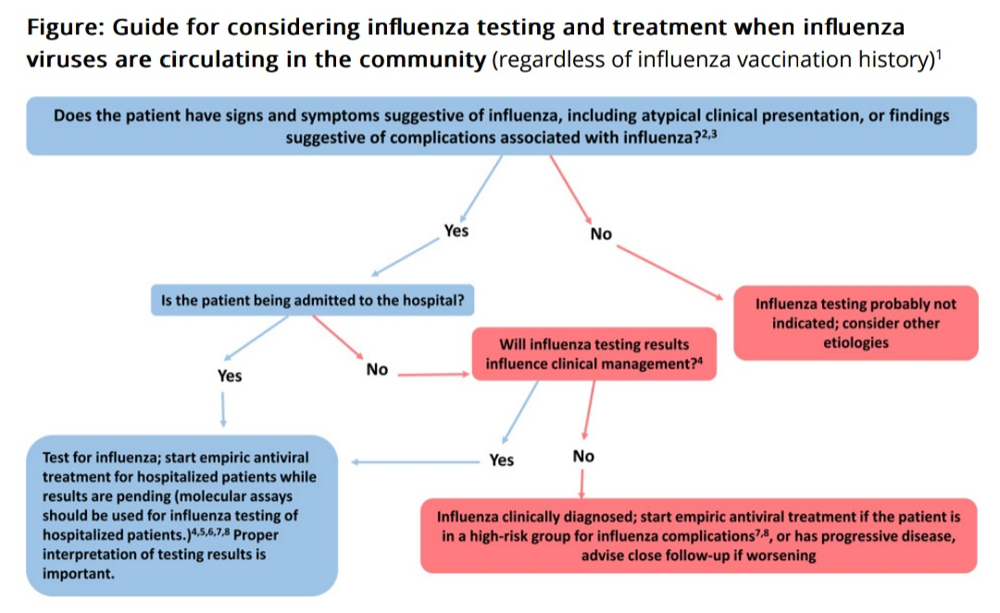 Figure: Guide for considering influenza testing and treatment when influenza
viruses are circulating in the community (regardless of influenza vaccination history)¹
Does the patient have signs and symptoms suggestive of influenza, including atypical clinical presentation, or findings
suggestive of complications associated with influenza?²,³
Yes
No
Is the patient being admitted to the hospital?
Influenza testing probably not
indicated; consider other
etiologies
Yes
No
Will influenza testing results
influence clinical management?⁴
Test for influenza; start empiric antiviral
treatment for hospitalized patients while
results are pending (molecular assays
should be used for influenza testing of
hospitalized patients.)⁴,⁵,⁶,⁷,⁸ Proper
interpretation of testing results is
important.
Yes
No
Influenza clinically diagnosed; start empiric antiviral treatment if the patient is
in a high-risk group for influenza complications⁷,⁸, or has progressive disease,
advise close follow-up if worsening